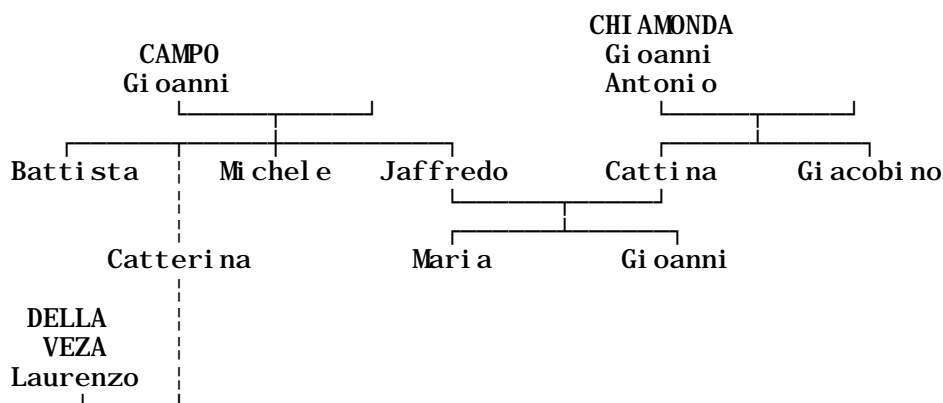 CHIAMONDA
CAMPO Gioanni
Gioanni Antonio
Battista Michele Jaffredo Cattina Giacobino
Catterina Maria Gioanni
DELLA
VEZA
Laurenzo